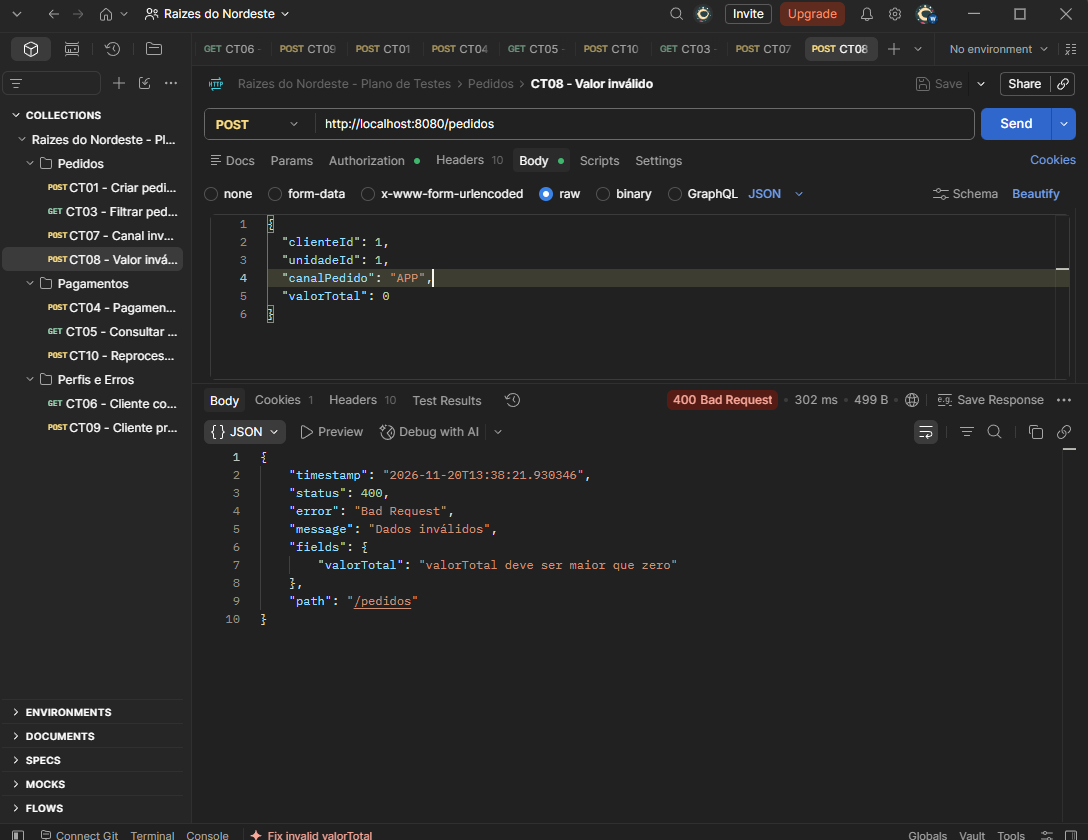 Raizes do Nordeste
Invite
Upgrade
GET CT06 -
POST CT09
POST CT01
POST CT04
GET CT05 -
POST CT10
GET CT03 -
POST CT07
POST CT08
No environment
HTTP Raizes do Nordeste - Plano de Testes > Pedidos > CT08 - Valor inválido
Save
Share
COLLECTIONS
Raizes do Nordeste - Pl...
Pedidos
POST CT01 - Criar pedi...
GET CT03 - Filtrar ped...
POST CT07 - Canal inv...
POST CT08 - Valor invá...
Pagamentos
POST CT04 - Pagamen...
GET CT05 - Consultar ...
POST CT10 - Reproces...
Perfis e Erros
GET CT06 - Cliente co...
POST CT09 - Cliente pr...
ENVIRONMENTS
DOCUMENTS
SPECS
MOCKS
FLOWS
POST http://localhost:8080/pedidos
Send
Docs Params Authorization Headers 10 Body Scripts Settings
Cookies
none form-data x-www-form-urlencoded raw binary GraphQL JSON
Schema Beautify
1 {
2 "clienteId": 1,
3 "unidadeId": 1,
4 "canalPedido": "APP",
5 "valorTotal": 0
6 }
Body Cookies 1 Headers 10 Test Results
400 Bad Request • 302 ms • 499 B
Save Response
{} JSON Preview Debug with AI
1 {
2 "timestamp": "2026-11-20T13:38:21.930346",
3 "status": 400,
4 "error": "Bad Request",
5 "message": "Dados inválidos",
6 "fields": {
7 "valorTotal": "valorTotal deve ser maior que zero"
8 },
9 "path": "/pedidos"
10 }
Connect Git Terminal Console Fix invalid valorTotal
Globals Vault Tools